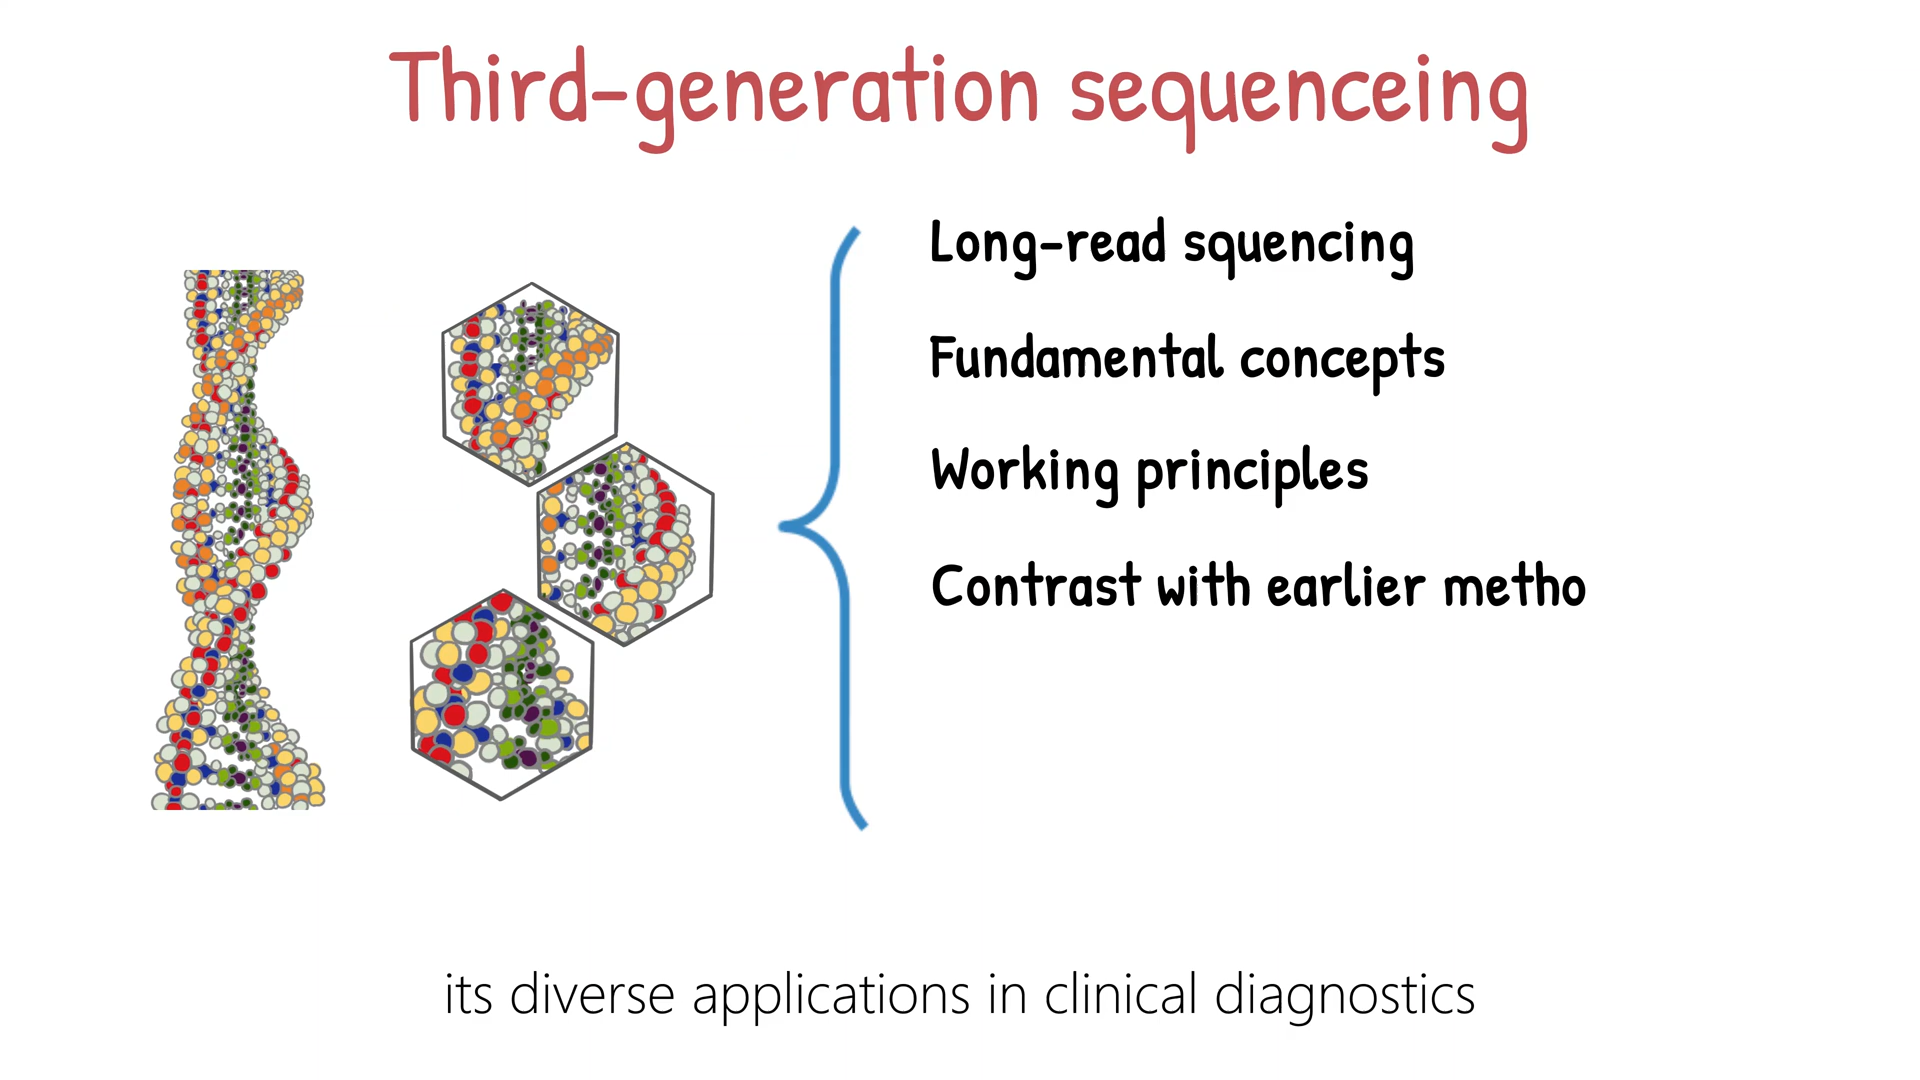 Third-generation sequenceing
Long-read squencing
Fundamental concepts
Working principles
Contrast with earlier metho
its diverse applications in clinical diagnostics